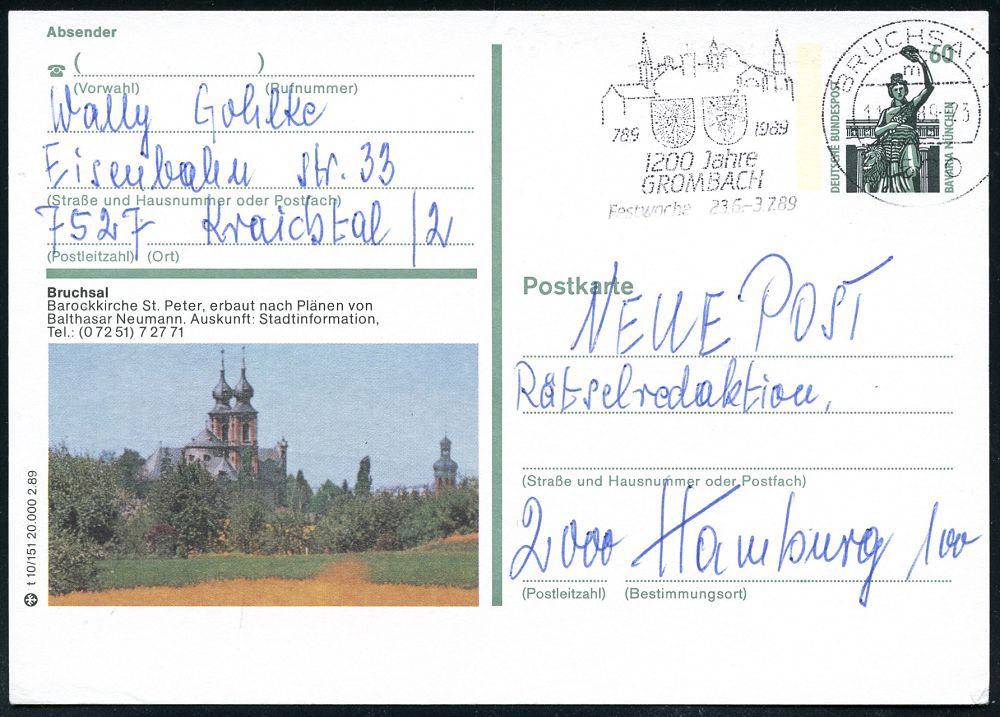 Absender
( )
(Vorwahl) (Rufnummer)
Wally Gohlke
Eisenbahn str. 33
(Straße und Hausnummer oder Postfach)
7527 Kraichtal /2
(Postleitzahl) (Ort)
Bruchsal
Barockkirche St. Peter, erbaut nach Plänen von
Balthasar Neumann. Auskunft: Stadtinformation,
Tel.: (0 72 51) 7 27 71
t 10/151 20.000 2.89
789 1989
1200 Jahre
GROMBACH
Festwoche 23.6.-3.7.89
BRUCHSAL
m
60
DEUTSCHE BUNDESPOST
BAVARIA MÜNCHEN
Postkarte
NEUE POST
Rätselredaktion,
(Straße und Hausnummer oder Postfach)
2000 Hamburg 100
(Postleitzahl) (Bestimmungsort)